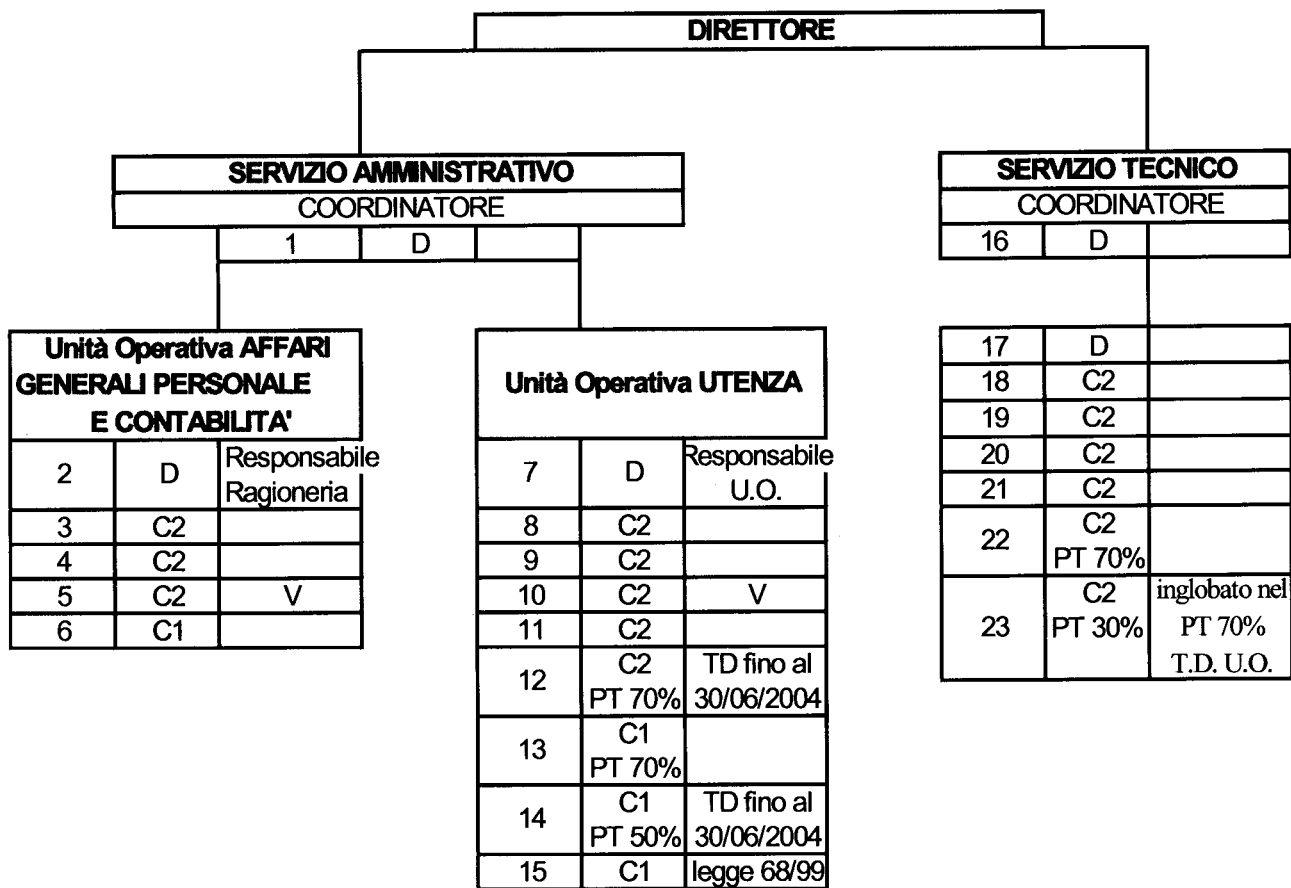 DIRETTORE
SERVIZIO AMMINISTRATIVO
COORDINATORE
1 D
Unità Operativa AFFARI
GENERALI PERSONALE
E CONTABILITA'
2 D Responsabile
Ragioneria
3 C2
4 C2
5 C2 V
6 C1
Unità Operativa UTENZA
7 D Responsabile
U.O.
8 C2
9 C2
10 C2 V
11 C2
12 C2 TD fino al
PT 70% 30/06/2004
13 C1
PT 70%
14 C1 TD fino al
PT 50% 30/06/2004
15 C1 legge 68/99
SERVIZIO TECNICO
COORDINATORE
16 D
17 D
18 C2
19 C2
20 C2
21 C2
22 C2
PT 70%
23 C2 inglobato nel
PT 30% PT 70%
T.D. U.O.